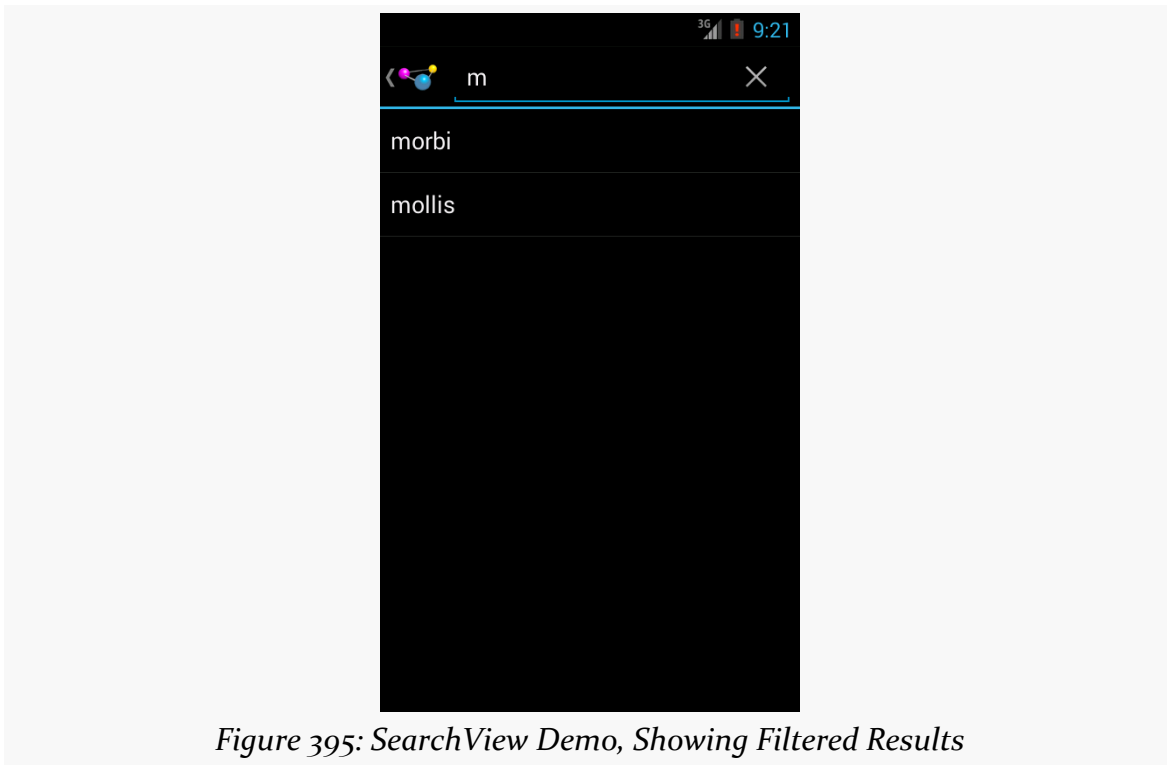 3G 9:21
m
morbi
mollis
Figure 395: SearchView Demo, Showing Filtered Results